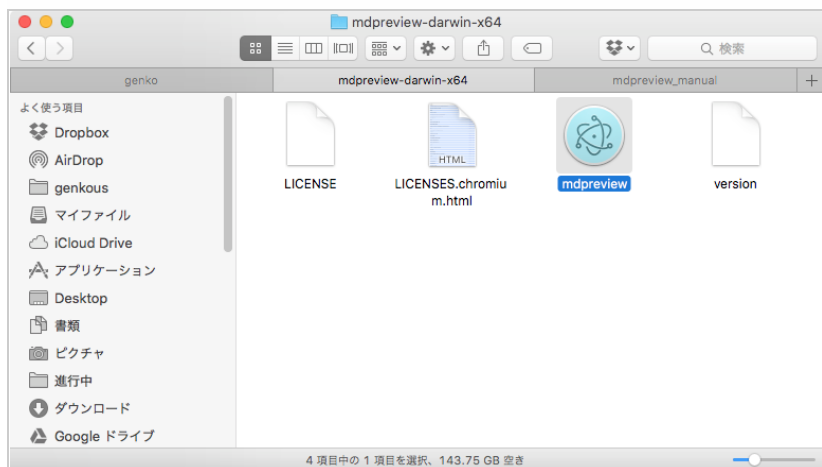 mdpreview-darwin-x64
検索
genko
mdpreview-darwin-x64
mdpreview_manual
よく使う項目
Dropbox
AirDrop
genkous
マイファイル
iCloud Drive
アプリケーション
Desktop
書類
ピクチャ
進行中
ダウンロード
Google ドライブ
HTML
LICENSE
LICENSES.chromiu
m.html
mdpreview
version
4 項目中の 1 項目を選択、143.75 GB 空き